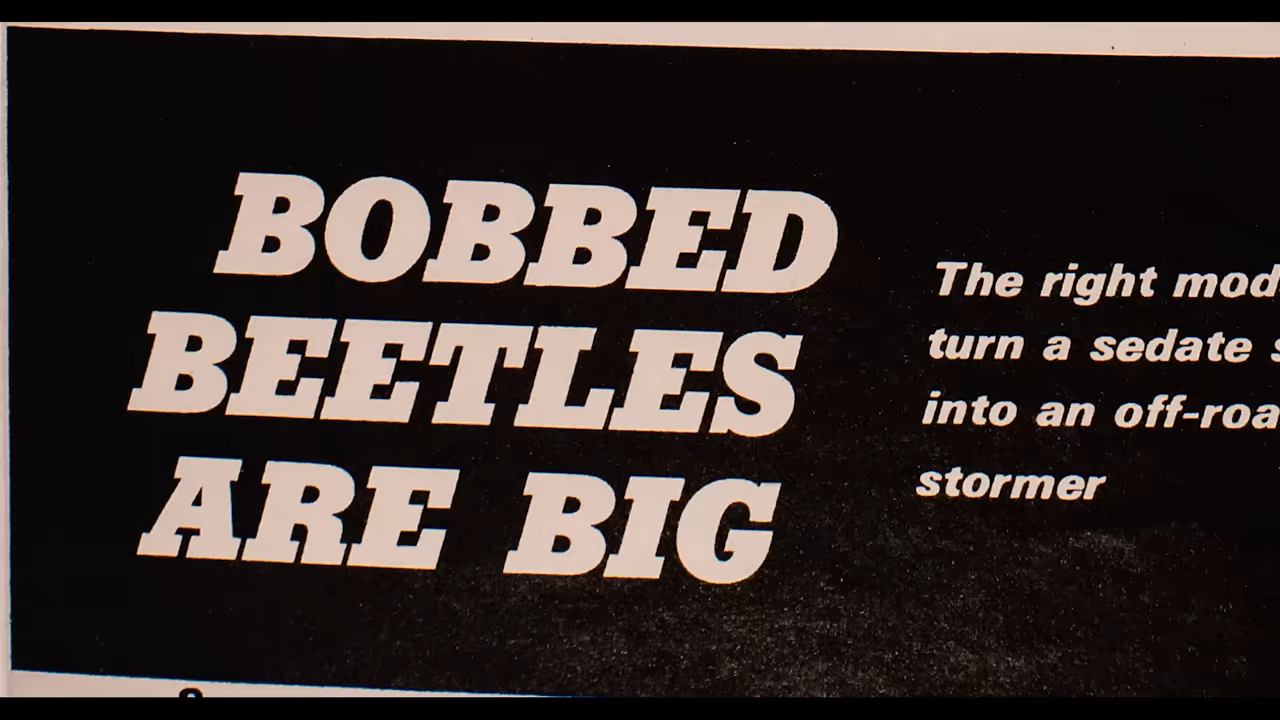 BOBBED
BEETLES
ARE BIG
The right mod
turn a sedate
into an off-roa
stormer